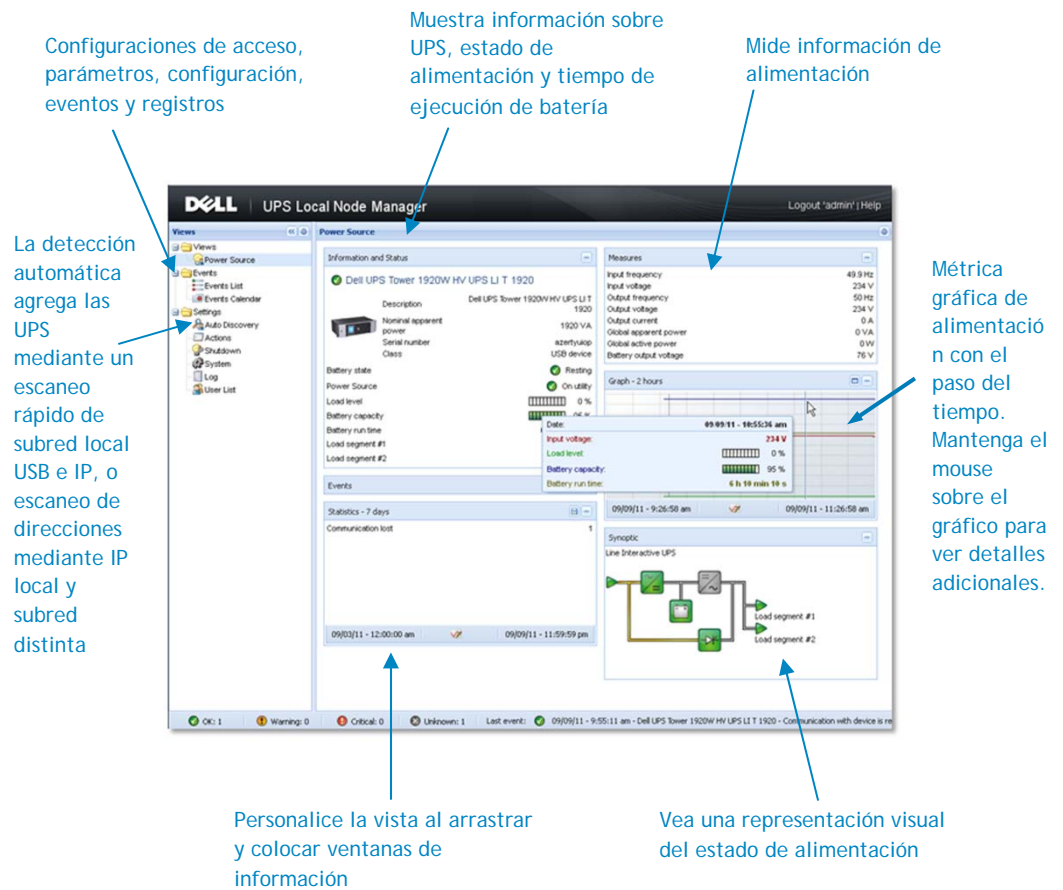 Muestra información sobre
UPS, estado de
alimentación y tiempo de
ejecución de batería
Configuraciones de acceso,
parámetros, configuración,
eventos y registros
Mide información de
alimentación
DELL UPS Local Node Manager
Logout 'admin' | Help
Views
Power Source
La detección
automática
agrega las
UPS
mediante un
escaneo
rápido de
subred local
USB e IP, o
escaneo de
direcciones
mediante IP
local y
subred
distinta
Views
Power Source
Events
Events List
Events Calendar
Settings
Auto Discovery
Actions
Shutdown
System
Log
User List
Information and Status
Dell UPS Tower 1920W HV UPS LI T 1920
Description Dell UPS Tower 1920W HV UPS LI T
1920
Nominal apparent
power 1920 VA
Serial number azertyuiop
Class USB device
Battery state Resting
Power Source On utility
Load level 0 %
Battery capacity
Battery run time
Load segment #1
Load segment #2
Events
Statistics - 7 days
Communication lost 1
09/03/11 - 12:00:00 am 09/09/11 - 11:59:59 pm
Measures
Input frequency 49.9 Hz
Input voltage 234 V
Output frequency 50 Hz
Output voltage 234 V
Output current 0 A
Global apparent power 0 VA
Global active power 0 W
Battery output voltage 76 V
Graph - 2 hours
Date: 09/09/11 - 10:55:36 am
Input voltage: 234 V
Load level: 0 %
Battery capacity: 95 %
Battery run time: 6 h 10 min 10 s
09/09/11 - 9:26:58 am 09/09/11 - 11:26:58 am
Synoptic
Line Interactive UPS
Load segment #1
Load segment #2
Métrica
gráfica de
alimentació
n con el
paso del
tiempo.
Mantenga el
mouse
sobre el
gráfico para
ver detalles
adicionales.
OK: 1 Warning: 0 Critical: 0 Unknown: 1 Last event: 09/09/11 - 9:55:11 am - Dell UPS Tower 1920W HV UPS LI T 1920 - Communication with device is re
Personalice la vista al arrastrar
y colocar ventanas de
información
Vea una representación visual
del estado de alimentación